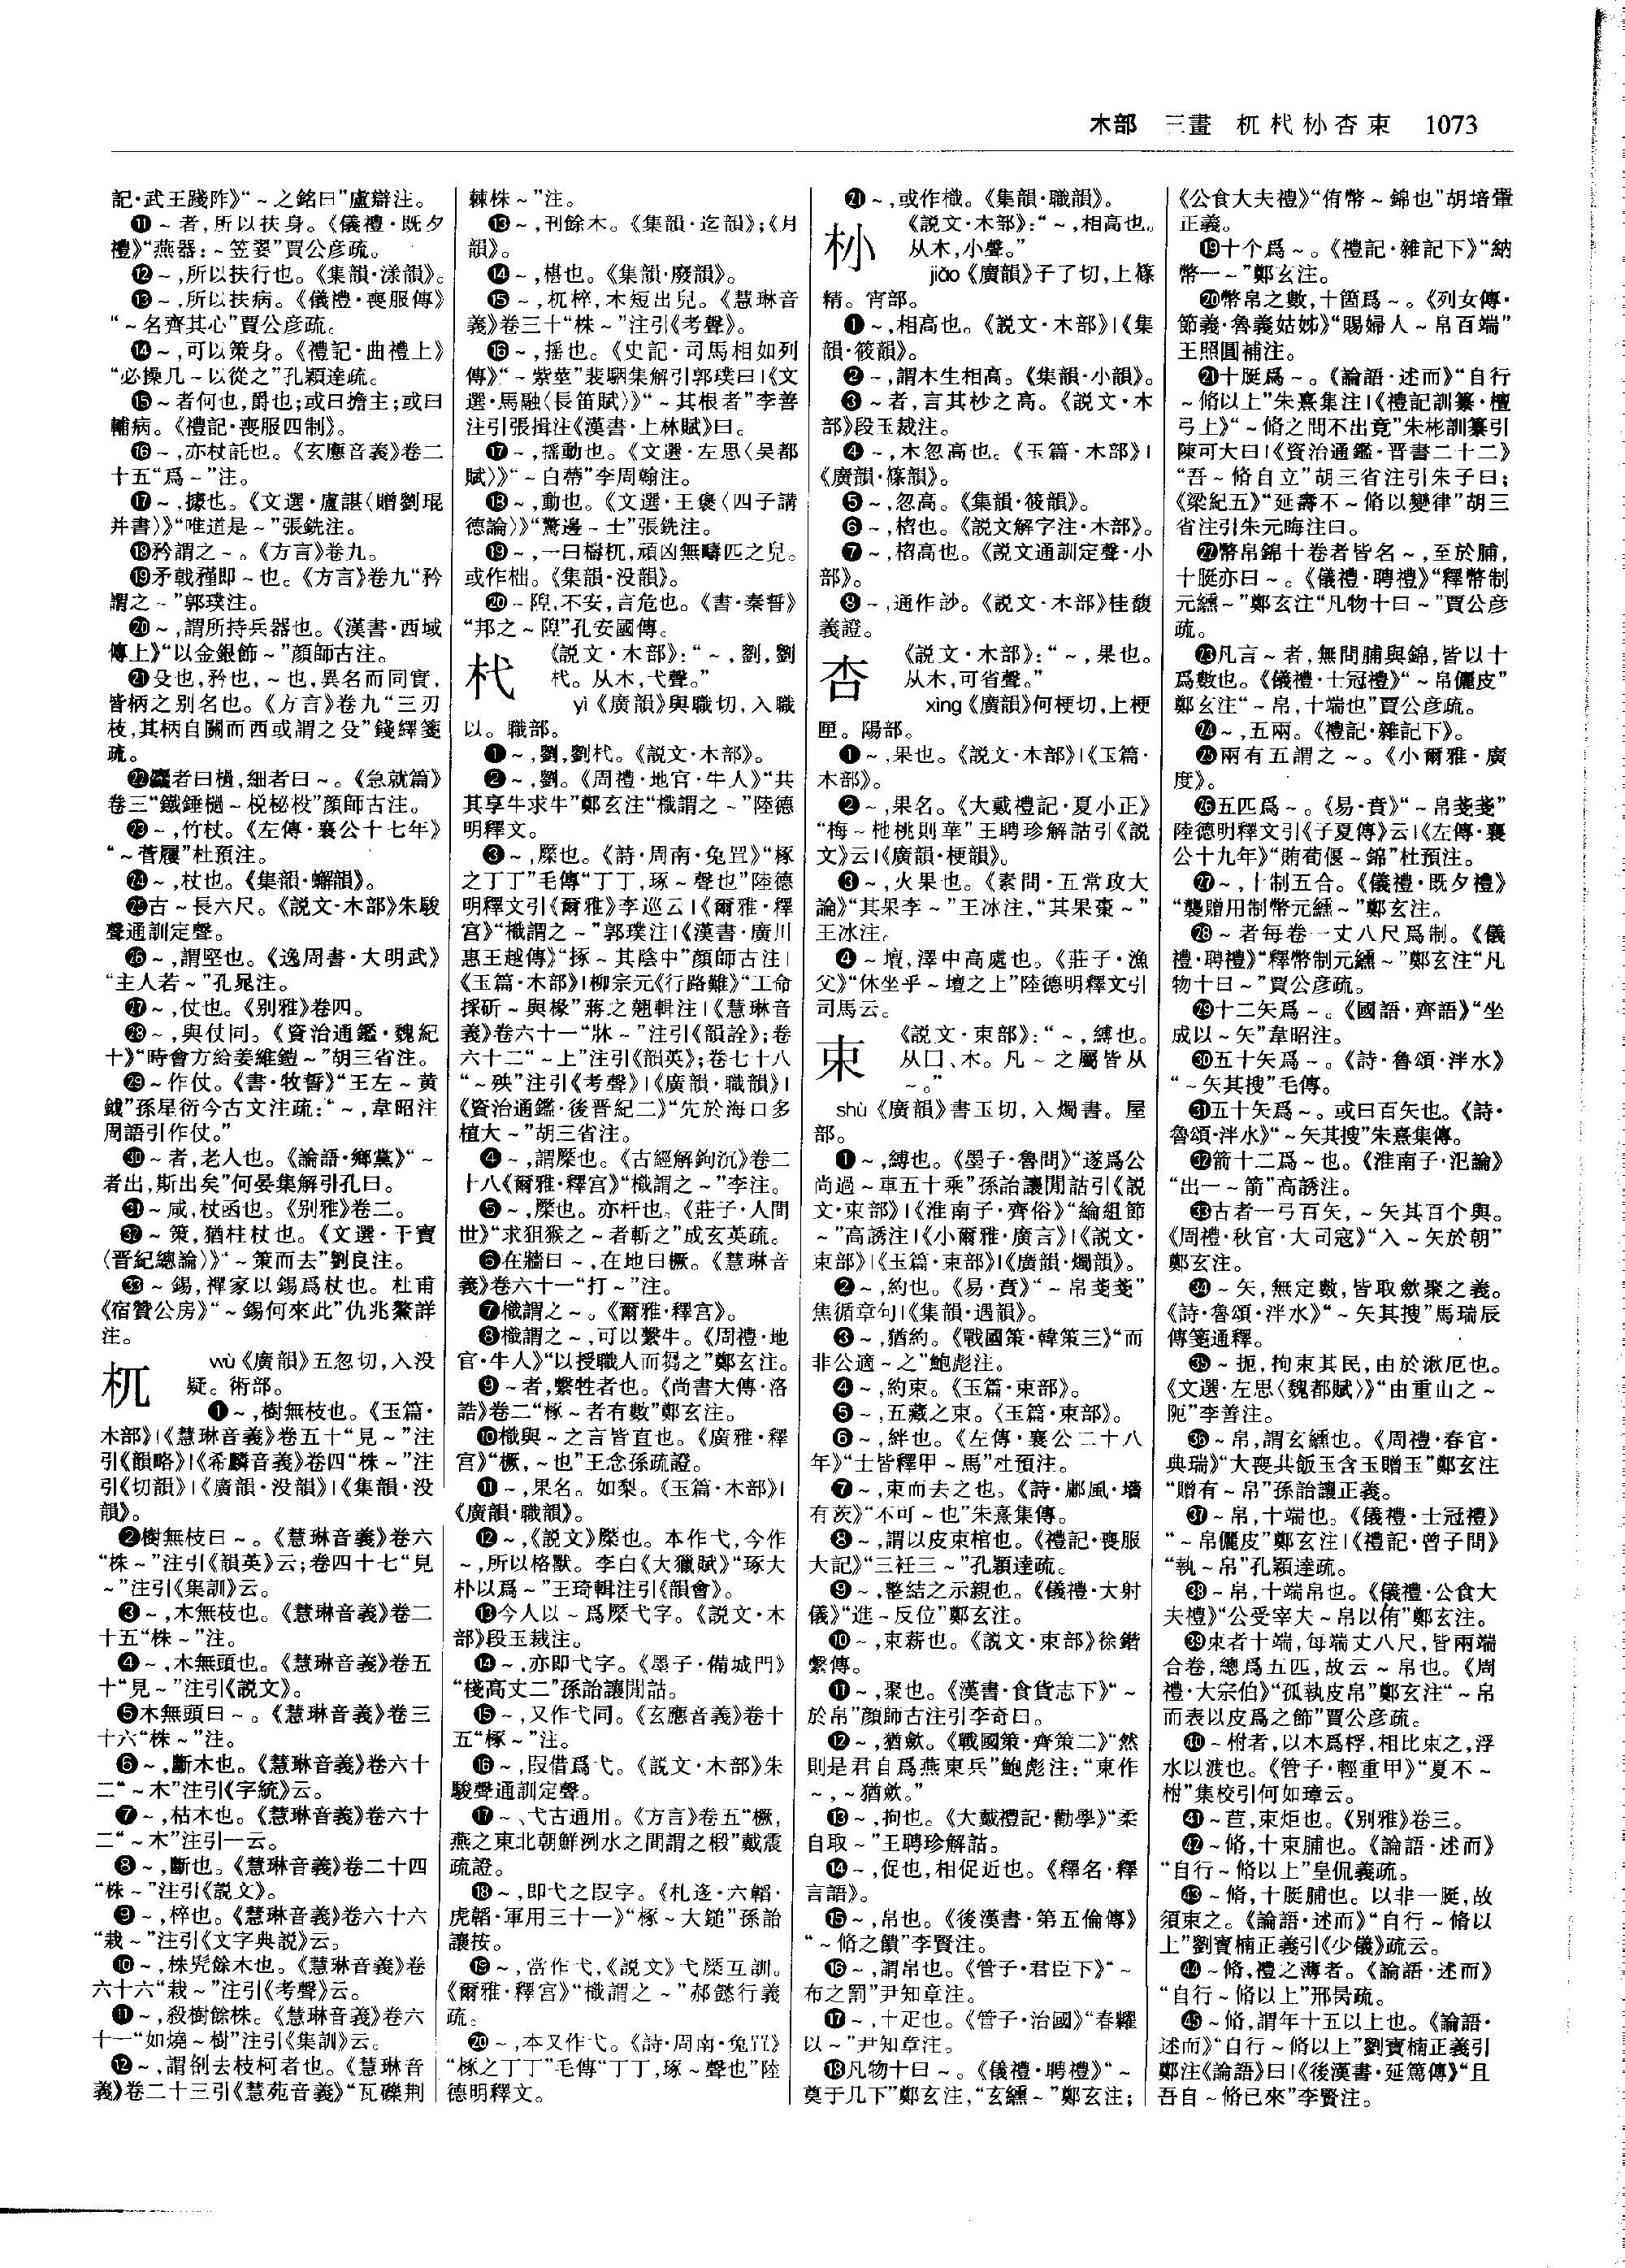 木部　三畫　杌杙杺杏束　1073
記·武王踐阼》“～之銘曰”盧辯注。
⓫～者，所以扶身。《儀禮·既夕
禮》“燕器：～笠翣”賈公彦疏。
⓬～，所以扶行也。《集韻·漾韻》。
⓭～，所以扶病。《儀禮·喪服傳》
“～名齊其心”賈公彦疏。
⓮～，可以策身。《禮記·曲禮上》
“必操几～以從之”孔穎達疏。
⓯～者何也，爵也；或曰擔主；或曰
輔病。《禮記·喪服四制》。
⓰～，亦杖託也。《玄應音義》卷二
十五“爲～”注。
⓱～，據也。《文選·盧諶〈贈劉琨
并書〉》“唯道是～”張銑注。
⓲矜謂之～。《方言》卷九。
⓳矛戟矜即～也。《方言》卷九“矜
謂之～”郭璞注。
⓴～，謂所持兵器也。《漢書·西域
傳上》“以金銀飾～”顔師古注。
㉑殳也，矜也，～也，異名而同實，
皆柄之别名也。《方言》卷九“三刃
枝，其柄自關而西或謂之殳”錢繹箋
疏。
㉒麤者曰檛，細者曰～。《急就篇》
卷三“鐵錘檛～棁柲杸”顔師古注。
㉓～，竹杖。《左傳·襄公十七年》
“～菅屨”杜預注。
㉔～，杖也。《集韻·蟹韻》。
㉕古～長六尺。《説文·木部》朱駿
聲通訓定聲。
㉖～，謂堅也。《逸周書·大明武》
“主人若～”孔晁注。
㉗～，仗也。《别雅》卷四。
㉘～，與仗同。《資治通鑑·魏紀
十》“時會方給姜維鎧～”胡三省注。
㉙～作仗。《書·牧誓》“王左～黄
鉞”孫星衍今古文注疏：“～，韋昭注
周語引作仗。”
㉚～者，老人也。《論語·鄉黨》“～
者出，斯出矣”何晏集解引孔曰。
㉛～咸，杖函也。《别雅》卷二。
㉜～策，猶柱杖也。《文選·干寶
〈晋紀總論〉》“～策而去”劉良注。
㉝～錫，禪家以錫爲杖也。杜甫
《宿贊公房》“～錫何來此”仇兆鰲詳
注。
杌
wù《廣韻》五忽切，入没
疑。術部。
❶～，樹無枝也。《玉篇·
木部》|《慧琳音義》卷五十“見～”注
引《韻略》|《希麟音義》卷四“株～”注
引《切韻》|《廣韻·没韻》|《集韻·没
韻》。
❷樹無枝曰～。《慧琳音義》卷六
“株～”注引《韻英》云；卷四十七“見
～”注引《集訓》云。
❸～，木無枝也。《慧琳音義》卷二
十五“株～”注。
❹～，木無頭也。《慧琳音義》卷五
十“見～”注引《説文》。
❺木無頭曰～。《慧琳音義》卷三
十六“株～”注。
❻～，斷木也。《慧琳音義》卷六十
二“～木”注引《字統》云。
❼～，枯木也。《慧琳音義》卷六十
二“～木”注引一云。
❽～，斷也。《慧琳音義》卷二十四
“株～”注引《説文》。
❾～，椊也。《慧琳音義》卷六十六
“栽～”注引《文字典説》云。
❿～，株兀餘木也。《慧琳音義》卷
六十六“栽～”注引《考聲》云。
⓫～，殺樹餘株。《慧琳音義》卷六
十一“如燒～樹”注引《集訓》云。
⓬～，謂刽去枝柯者也。《慧琳音
義》卷二十三引《慧苑音義》“瓦礫荆
棘株～”注。
⓭～，刊餘木。《集韻·迄韻》；《月
韻》。
⓮～，椹也。《集韻·廢韻》。
⓯～，杌椊，木短出皃。《慧琳音
義》卷三十“株～”注引《考聲》。
⓰～，摇也。《史記·司馬相如列
傳》“～紫莖”裴駰集解引郭璞曰|《文
選·馬融〈長笛賦〉》“～其根者”李善
注引張揖注《漢書·上林賦》曰。
⓱～，摇動也。《文選·左思〈吴都
賦〉》“～白蔕”李周翰注。
⓲～，動也。《文選·王褒〈四子講
德論〉》“驚邊～士”張銑注。
⓳～，一曰檮杌，頑凶無疇匹之皃。
或作柮。《集韻·没韻》。
⓴～隉，不安，言危也。《書·秦誓》
“邦之～隉”孔安國傳。
杙
《説文·木部》：“～，劉，劉
杙。从木，弋聲。”
yì《廣韻》與職切，入職
以。職部。
❶～，劉，劉杙。《説文·木部》。
❷～，劉。《周禮·地官·牛人》“共
其享牛求牛”鄭玄注“樴謂之～”陸德
明釋文。
❸～，橜也。《詩·周南·兔罝》“椓
之丁丁”毛傳“丁丁，琢～聲也”陸德
明釋文引《爾雅》李巡云|《爾雅·釋
宫》“樴謂之～”郭璞注|《漢書·廣川
惠王越傳》“㧻～其陰中”顔師古注|
《玉篇·木部》|柳宗元《行路難》“工命
採斫～與椽”蔣之翹輯注|《慧琳音
義》卷六十一“牀～”注引《韻詮》；卷
六十二“～上”注引《韻英》；卷七十八
“～殃”注引《考聲》|《廣韻·職韻》|
《資治通鑑·後晋紀二》“先於海口多
植大～”胡三省注。
❹～，謂橜也。《古經解鉤沉》卷二
十八《爾雅·釋宫》“樴謂之～”李注。
❺～，橜也。亦杆也。《莊子·人間
世》“求狙猴之～者斬之”成玄英疏。
❻在牆曰～，在地曰橛。《慧琳音
義》卷六十一“打～”注。
❼樴謂之～。《爾雅·釋宫》。
❽樴謂之～，可以繫牛。《周禮·地
官·牛人》“以授職人而芻之”鄭玄注。
❾～者，繫牲者也。《尚書大傳·洛
誥》卷二“椓～者有數”鄭玄注。
❿樴與～之言皆直也。《廣雅·釋
宫》“橛，～也”王念孫疏證。
⓫～，果名。如梨。《玉篇·木部》|
《廣韻·職韻》。
⓬～，《説文》橜也。本作弋，今作
～，所以格獸。李白《大獵賦》“琢大
朴以爲～”王琦輯注引《韻會》。
⓭今人以～爲橜弋字。《説文·木
部》段玉裁注。
⓮～，亦即弋字。《墨子·備城門》
“棧高丈二”孫詒讓閒詁。
⓯～，又作弋同。《玄應音義》卷十
五“椓～”注。
⓰～，叚借爲弋。《説文·木部》朱
駿聲通訓定聲。
⓱～、弋古通用。《方言》卷五“橛，
燕之東北朝鮮洌水之間謂之椴”戴震
疏證。
⓲～，即弋之叚字。《札迻·六韜·
虎韜·軍用三十一》“椓～大鎚”孫詒
讓按。
⓳～，當作弋，《説文》弋橜互訓。
《爾雅·釋宫》“樴謂之～”郝懿行義
疏。
⓴～，本又作弋。《詩·周南·兔罝》
“椓之丁丁”毛傳“丁丁，琢～聲也”陸
德明釋文。
㉑～，或作樴。《集韻·職韻》。
《説文·木部》：“～，相高也。
从木，小聲。”
jiǎo《廣韻》子了切，上篠
精。宵部。
❶～，相高也。《説文·木部》|《集
韻·筱韻》。
❷～，謂木生相高。《集韻·小韻》。
❸～者，言其杪之高。《説文·木
部》段玉裁注。
❹～，木忽高也。《玉篇·木部》|
《廣韻·篠韻》。
❺～，忽高。《集韻·筱韻》。
❻～，榙也。《説文解字注·木部》。
❼～，榙高也。《説文通訓定聲·小
部》。
❽～，通作訬。《説文·木部》桂馥
義證。
杏
《説文·木部》：“～，果也。
从木，可省聲。”
xìng《廣韻》何梗切，上梗
匣。陽部。
❶～，果也。《説文·木部》|《玉篇·
木部》。
❷～，果名。《大戴禮記·夏小正》
“梅～杝桃則華”王聘珍解詁引《説
文》云|《廣韻·梗韻》。
❸～，火果也。《素問·五常政大
論》“其果李～”王冰注，“其果棗～”
王冰注。
❹～壇，澤中高處也。《莊子·漁
父》“休坐乎～壇之上”陸德明釋文引
司馬云。
束
《説文·束部》：“～，縛也。
从囗、木。凡～之屬皆从
～。”
shù《廣韻》書玉切，入燭書。屋
部。
❶～，縛也。《墨子·魯問》“遂爲公
尚過～車五十乘”孫詒讓閒詁引《説
文·束部》|《淮南子·齊俗》“綸組節
～”高誘注|《小爾雅·廣言》|《説文·
束部》|《玉篇·束部》|《廣韻·燭韻》。
❷～，約也。《易·賁》“～帛戔戔”
焦循章句|《集韻·遇韻》。
❸～，猶約。《戰國策·韓策三》“而
非公適～之”鮑彪注。
❹～，約束。《玉篇·束部》。
❺～，五藏之束。《玉篇·束部》。
❻～，絆也。《左傳·襄公二十八
年》“士皆釋甲～馬”杜預注。
❼～，束而去之也。《詩·鄘風·墙
有茨》“不可～也”朱熹集傳。
❽～，謂以皮束棺也。《禮記·喪服
大記》“三衽三～”孔穎達疏。
❾～，整結之示親也。《儀禮·大射
儀》“進～反位”鄭玄注。
❿～，束薪也。《説文·束部》徐鍇
繫傳。
⓫～，聚也。《漢書·食貨志下》“～
於帛”顔師古注引李奇曰。
⓬～，猶斂。《戰國策·齊策二》“然
則是君自爲燕東兵”鮑彪注：“東作
～，～猶斂。”
⓭～，拘也。《大戴禮記·勸學》“柔
自取～”王聘珍解詁。
⓮～，促也，相促近也。《釋名·釋
言語》。
⓯～，帛也。《後漢書·第五倫傳》
“～脩之饋”李賢注。
⓰～，謂帛也。《管子·君臣下》“～
布之罰”尹知章注。
⓱～，十疋也。《管子·治國》“春糶
以～”尹知章注。
⓲凡物十曰～。《儀禮·聘禮》“～
奠于几下”鄭玄注，“玄纁～”鄭玄注；
《公食大夫禮》“侑幣～錦也”胡培翬
正義。
⓳十个爲～。《禮記·雜記下》“納
幣一～”鄭玄注。
⓴幣帛之數，十箇爲～。《列女傳·
節義·魯義姑姊》“賜婦人～帛百端”
王照圓補注。
㉑十脡爲～。《論語·述而》“自行
～脩以上”朱熹集注|《禮記訓纂·檀
弓上》“～脩之問不出竟”朱彬訓纂引
陳可大曰|《資治通鑑·晋書二十二》
“吾～脩自立”胡三省注引朱子曰；
《梁紀五》“延壽不～脩以變律”胡三
省注引朱元晦注曰。
㉒幣帛錦十卷者皆名～，至於脯，
十脡亦曰～。《儀禮·聘禮》“釋幣制
元纁～”鄭玄注“凡物十曰～”賈公彦
疏。
㉓凡言～者，無問脯與錦，皆以十
爲數也。《儀禮·士冠禮》“～帛儷皮”
鄭玄注“～帛，十端也”賈公彦疏。
㉔～，五兩。《禮記·雜記下》。
㉕兩有五謂之～。《小爾雅·廣
度》。
㉖五匹爲～。《易·賁》“～帛戔戔”
陸德明釋文引《子夏傳》云|《左傳·襄
公十九年》“賄荀偃～錦”杜預注。
㉗～，十制五合。《儀禮·既夕禮》
“襲贈用制幣元纁～”鄭玄注。
㉘～者每卷一丈八尺爲制。《儀
禮·聘禮》“釋幣制元纁～”鄭玄注“凡
物十曰～”賈公彦疏。
㉙十二矢爲～。《國語·齊語》“坐
成以～矢”韋昭注。
㉚五十矢爲～。《詩·魯頌·泮水》
“～矢其搜”毛傳。
㉛五十矢爲～。或曰百矢也。《詩·
魯頌·泮水》“～矢其搜”朱熹集傳。
㉜箭十二爲～也。《淮南子·氾論》
“出一～箭”高誘注。
㉝古者一弓百矢，～矢其百个與。
《周禮·秋官·大司寇》“入～矢於朝”
鄭玄注。
㉞～矢，無定數，皆取斂聚之義。
《詩·魯頌·泮水》“～矢其搜”馬瑞辰
傳箋通釋。
㉟～扼，拘束其民，由於湫厄也。
《文選·左思〈魏都賦〉》“由重山之～
阨”李善注。
㊱～帛，謂玄纁也。《周禮·春官·
典瑞》“大喪共飯玉含玉贈玉”鄭玄注
“贈有～帛”孫詒讓正義。
㊲～帛，十端也。《儀禮·士冠禮》
“～帛儷皮”鄭玄注|《禮記·曾子問》
“執～帛”孔穎達疏。
㊳～帛，十端帛也。《儀禮·公食大
夫禮》“公受宰夫～帛以侑”鄭玄注。
㊴束者十端，每端丈八尺，皆兩端
合卷，總爲五匹，故云～帛也。《周
禮·大宗伯》“孤執皮帛”鄭玄注“～帛
而表以皮爲之飾”賈公彦疏。
㊵～柎者，以木爲桴，相比束之，浮
水以渡也。《管子·輕重甲》“夏不～
柎”集校引何如璋云。
㊶～苣，束炬也。《别雅》卷三。
㊷～脩，十束脯也。《論語·述而》
“自行～脩以上”皇侃義疏。
㊸～脩，十脡脯也。以非一脡，故
須束之。《論語·述而》“自行～脩以
上”劉寶楠正義引《少儀》疏云。
㊹～脩，禮之薄者。《論語·述而》
“自行～脩以上”邢昺疏。
㊺～脩，謂年十五以上也。《論語·
述而》“自行～脩以上”劉寶楠正義引
鄭注《論語》曰|《後漢書·延篤傳》“且
吾自～脩已來”李賢注。